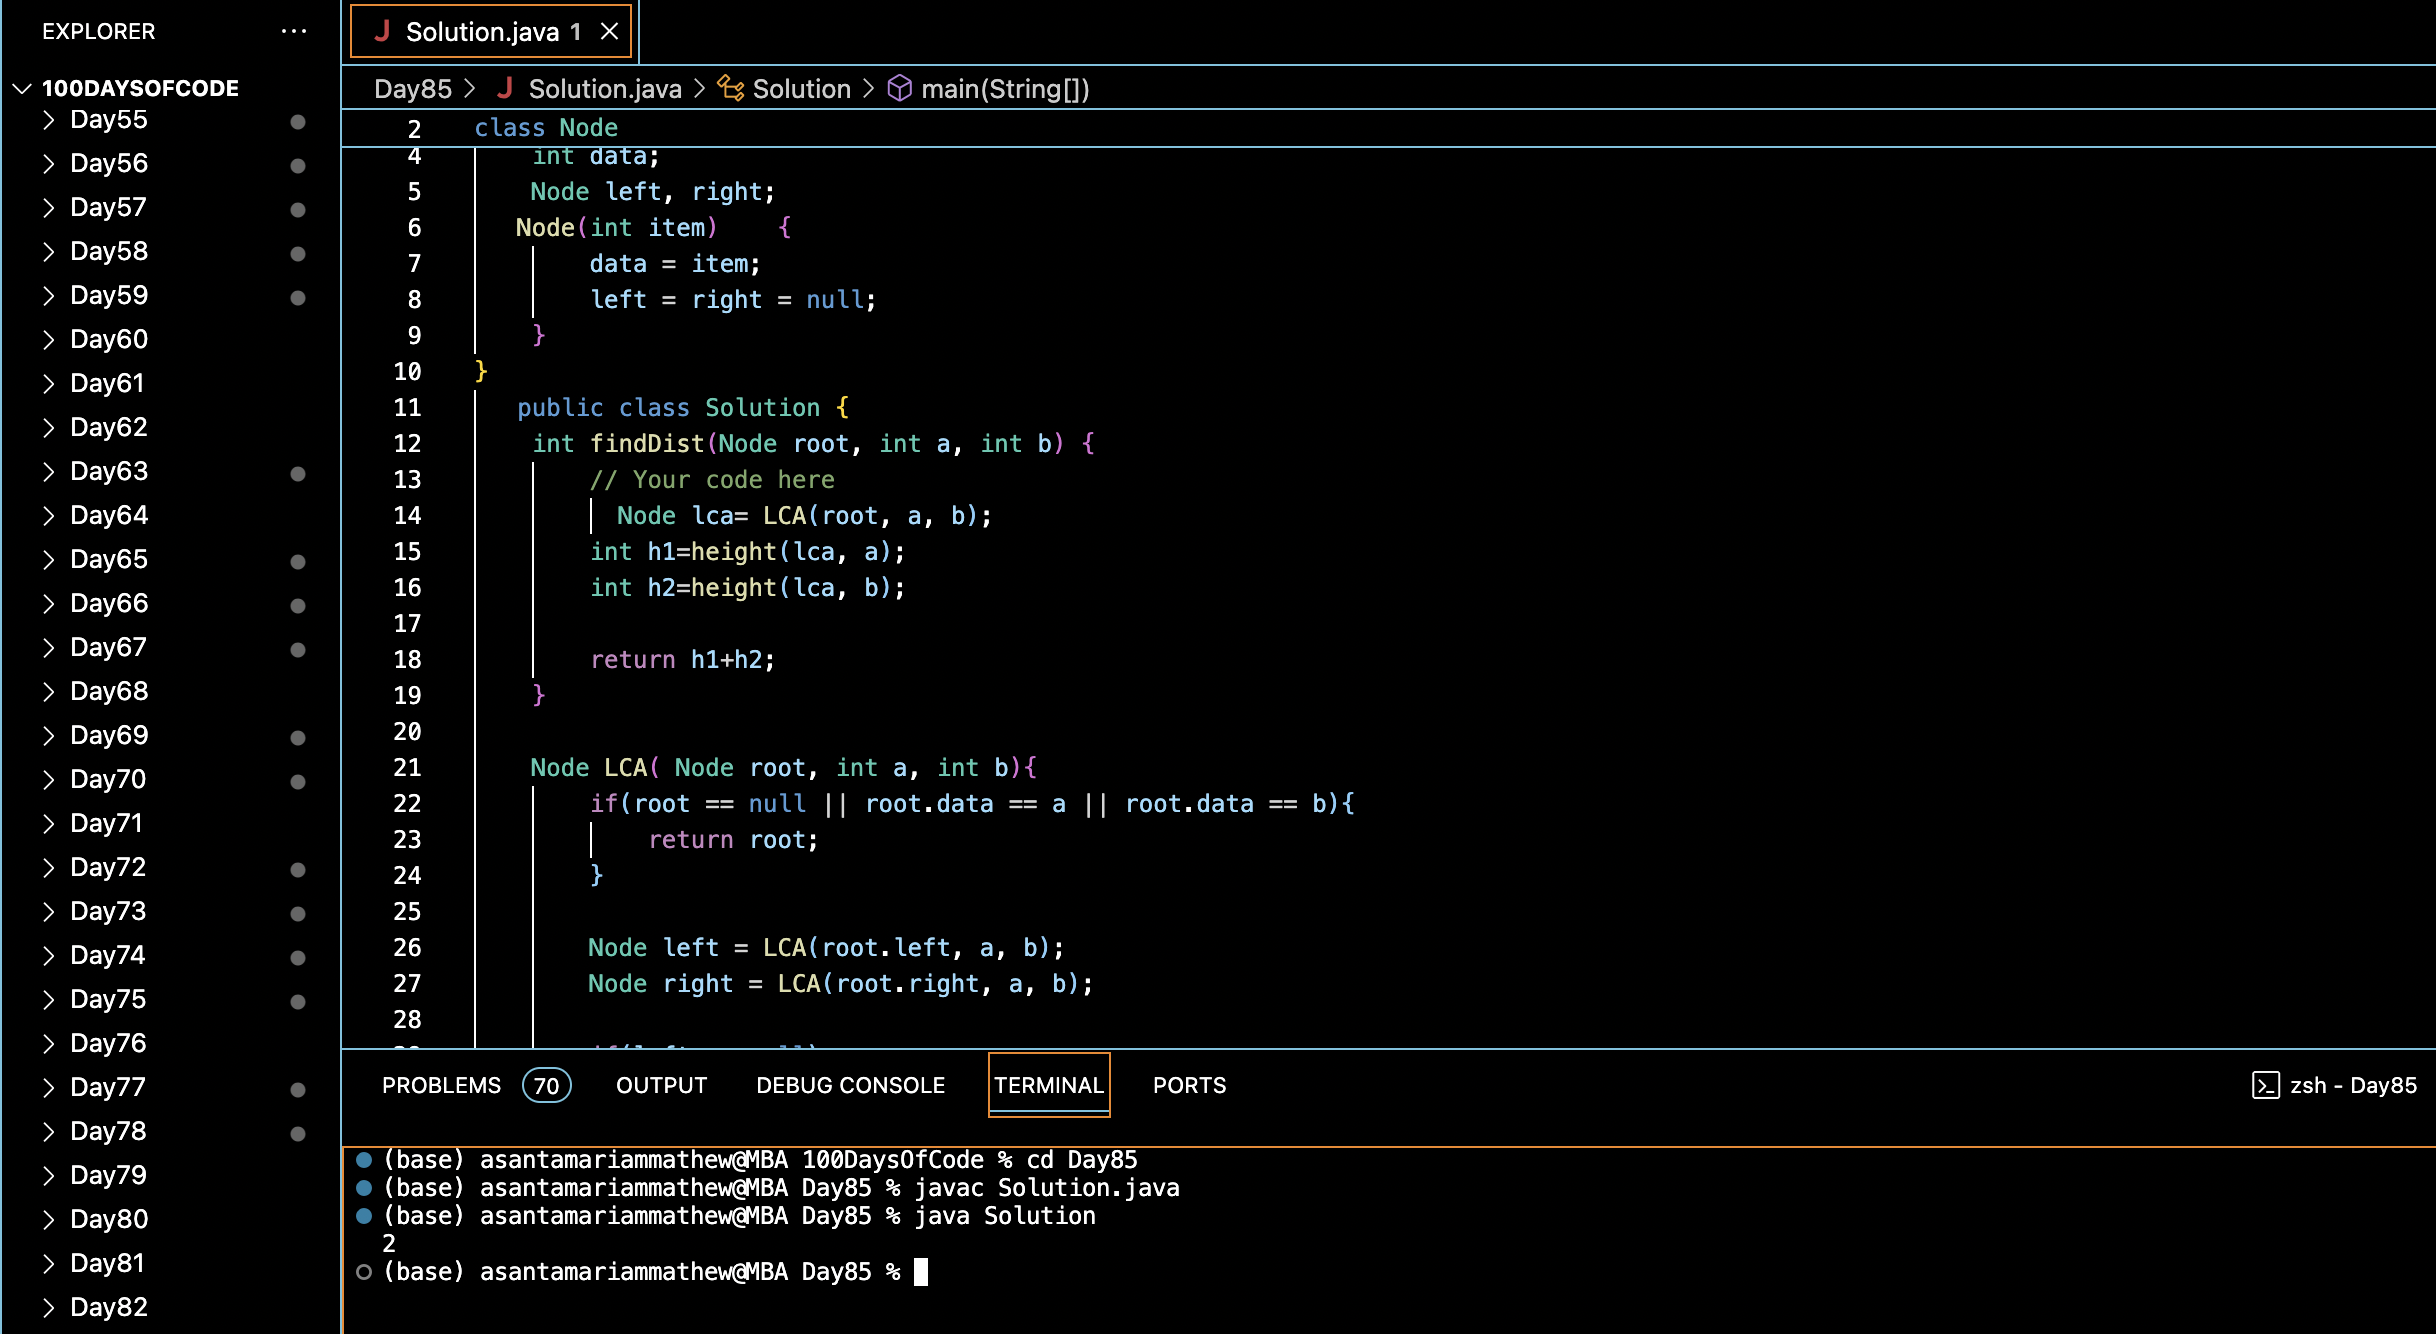 EXPLORER ···
100DAYSOFCODE
Day55
Day56
Day57
Day58
Day59
Day60
Day61
Day62
Day63
Day64
Day65
Day66
Day67
Day68
Day69
Day70
Day71
Day72
Day73
Day74
Day75
Day76
Day77
Day78
Day79
Day80
Day81
Day82
J Solution.java 1
Day85 > J Solution.java > Solution > main(String[])
2 class Node
4 int data;
5 Node left, right;
6 Node(int item) {
7 data = item;
8 left = right = null;
9 }
10 }
11 public class Solution {
12 int findDist(Node root, int a, int b) {
13 // Your code here
14 Node lca= LCA(root, a, b);
15 int h1=height(lca, a);
16 int h2=height(lca, b);
17
18 return h1+h2;
19 }
20
21 Node LCA( Node root, int a, int b){
22 if(root == null || root.data == a || root.data == b){
23 return root;
24 }
25
26 Node left = LCA(root.left, a, b);
27 Node right = LCA(root.right, a, b);
28
PROBLEMS 70 OUTPUT DEBUG CONSOLE TERMINAL PORTS zsh - Day85
(base) asantamariammathew@MBA 100DaysOfCode % cd Day85
(base) asantamariammathew@MBA Day85 % javac Solution.java
(base) asantamariammathew@MBA Day85 % java Solution
2
(base) asantamariammathew@MBA Day85 %